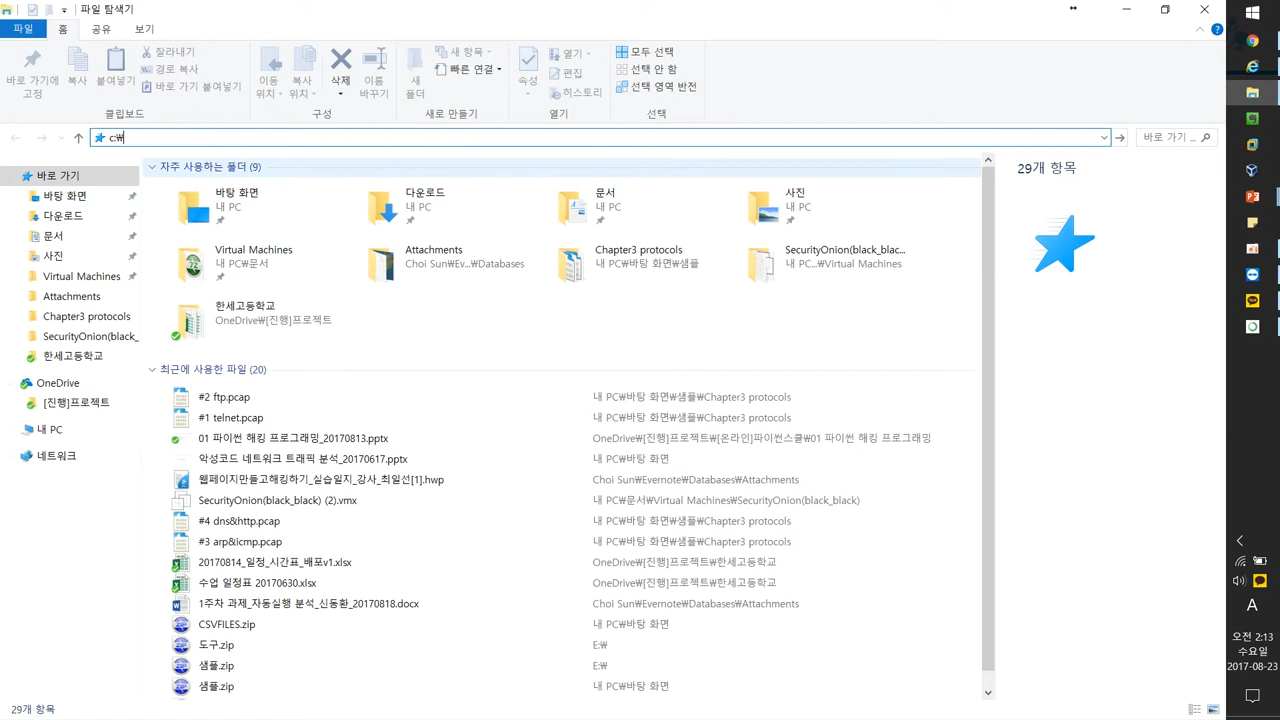 파일 탐색기
파일
홈
공유
보기
바로 가기에
고정
복사
붙여넣기
잘라내기
경로 복사
바로 가기 붙여넣기
클립보드
이동
위치
복사
위치
삭제
이름
바꾸기
구성
새
폴더
새 항목
빠른 연결
새로 만들기
속성
열기
편집
히스토리
열기
모두 선택
선택 안 함
선택 영역 반전
선택
c:₩
바로 가기 ...
바로 가기
바탕 화면
다운로드
문서
사진
Virtual Machines
Attachments
Chapter3 protocols
SecurityOnion(black_
한세고등학교
OneDrive
[진행]프로젝트
내 PC
네트워크
자주 사용하는 폴더 (9)
바탕 화면
내 PC
다운로드
내 PC
문서
내 PC
사진
내 PC
Virtual Machines
내 PC₩문서
Attachments
Choi Sun₩Ev...₩Databases
Chapter3 protocols
내 PC₩바탕 화면₩샘플
SecurityOnion(black_blac...
내 PC...₩Virtual Machines
한세고등학교
OneDrive₩[진행]프로젝트
최근에 사용한 파일 (20)
#2 ftp.pcap 내 PC₩바탕 화면₩샘플₩Chapter3 protocols
#1 telnet.pcap 내 PC₩바탕 화면₩샘플₩Chapter3 protocols
01 파이썬 해킹 프로그래밍_20170813.pptx OneDrive₩[진행]프로젝트₩[온라인]파이썬스쿨₩01 파이썬 해킹 프로그래밍
악성코드 네트워크 트래픽 분석_20170617.pptx 내 PC₩바탕 화면
웹페이지만들고해킹하기_실습일지_강사_최일선[1].hwp Choi Sun₩Evernote₩Databases₩Attachments
SecurityOnion(black_black) (2).vmx 내 PC₩문서₩Virtual Machines₩SecurityOnion(black_black)
#4 dns&http.pcap 내 PC₩바탕 화면₩샘플₩Chapter3 protocols
#3 arp&icmp.pcap 내 PC₩바탕 화면₩샘플₩Chapter3 protocols
20170814_일정_시간표_배포v1.xlsx OneDrive₩[진행]프로젝트₩한세고등학교
수업 일정표 20170630.xlsx OneDrive₩[진행]프로젝트₩한세고등학교
1주차 과제_자동실행 분석_신동환_20170818.docx Choi Sun₩Evernote₩Databases₩Attachments
CSVFILES.zip 내 PC₩바탕 화면
도구.zip E:₩
샘플.zip E:₩
샘플.zip 내 PC₩바탕 화면
29개 항목
29개 항목
A
오전 2:13
수요일
2017-08-23